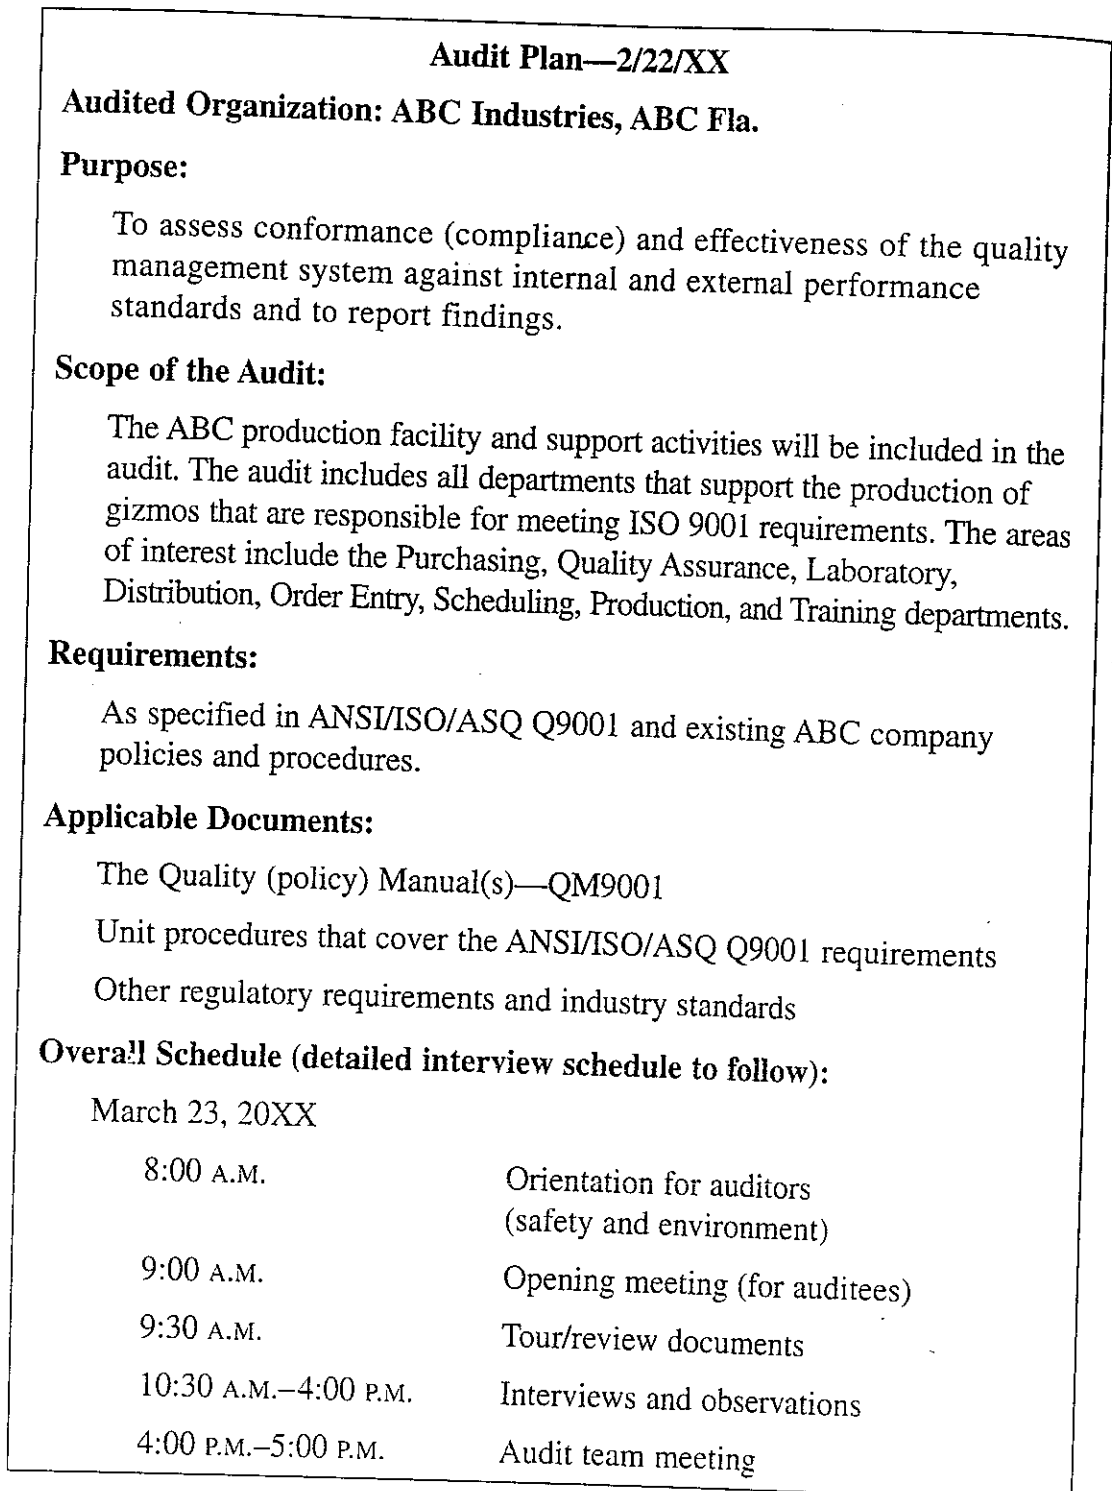 Audit Plan—2/22/XX
Audited Organization: ABC Industries, ABC Fla.
Purpose:
To assess conformance (compliance) and effectiveness of the quality
management system against internal and external performance
standards and to report findings.
Scope of the Audit:
The ABC production facility and support activities will be included in the
audit. The audit includes all departments that support the production of
gizmos that are responsible for meeting ISO 9001 requirements. The areas
of interest include the Purchasing, Quality Assurance, Laboratory,
Distribution, Order Entry, Scheduling, Production, and Training departments.
Requirements:
As specified in ANSI/ISO/ASQ Q9001 and existing ABC company
policies and procedures.
Applicable Documents:
The Quality (policy) Manual(s)—QM9001
Unit procedures that cover the ANSI/ISO/ASQ Q9001 requirements
Other regulatory requirements and industry standards
Overall Schedule (detailed interview schedule to follow):
March 23, 20XX
8:00 A.M. Orientation for auditors
(safety and environment)
9:00 A.M. Opening meeting (for auditees)
9:30 A.M. Tour/review documents
10:30 A.M.–4:00 P.M. Interviews and observations
4:00 P.M.–5:00 P.M. Audit team meeting